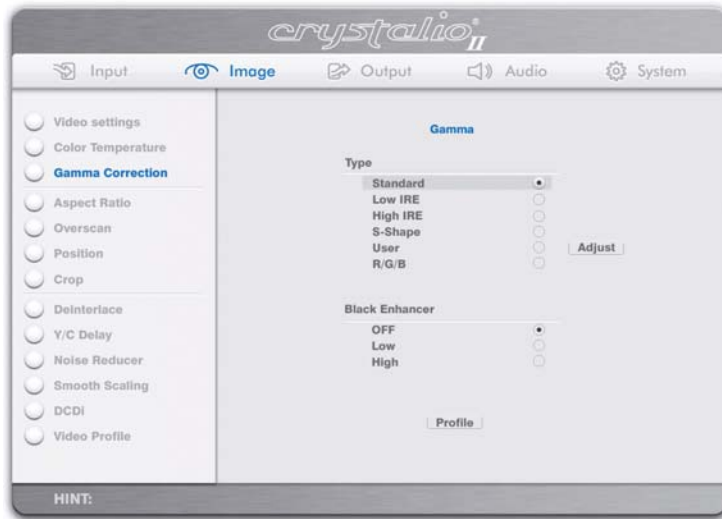 crystalio II
Input Image Output Audio System
Video settings
Color Temperature
Gamma Correction
Aspect Ratio
Overscan
Position
Crop
Deinterlace
Y/C Delay
Noise Reducer
Smooth Scaling
DCDi
Video Profile
Gamma
Type
Standard
Low IRE
High IRE
S-Shape
User Adjust
R/G/B
Black Enhancer
OFF
Low
High
Profile
HINT: